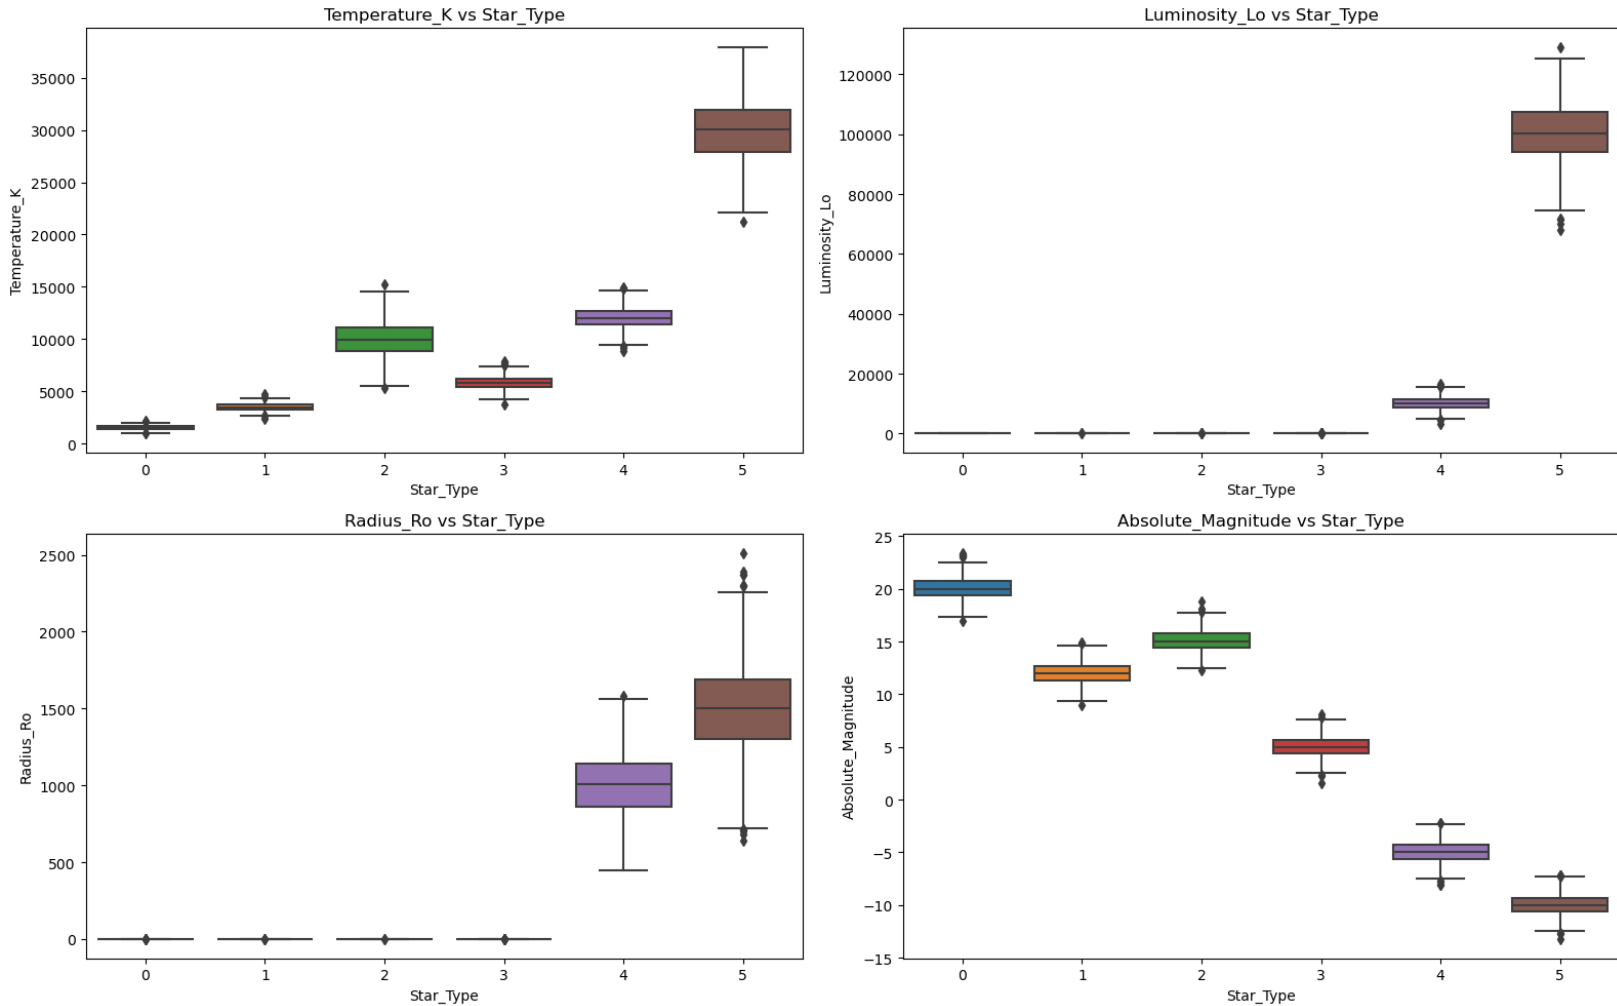 Temperature_K vs Star_Type
Temperature_K
35000
30000
25000
20000
15000
10000
5000
0
0 1 2 3 4 5
Star_Type
Luminosity_Lo vs Star_Type
Luminosity_Lo
120000
100000
80000
60000
40000
20000
0
0 1 2 3 4 5
Star_Type
Radius_Ro vs Star_Type
Radius_Ro
2500
2000
1500
1000
500
0
0 1 2 3 4 5
Star_Type
Absolute_Magnitude vs Star_Type
Absolute_Magnitude
25
20
15
10
5
0
−5
−10
−15
0 1 2 3 4 5
Star_Type